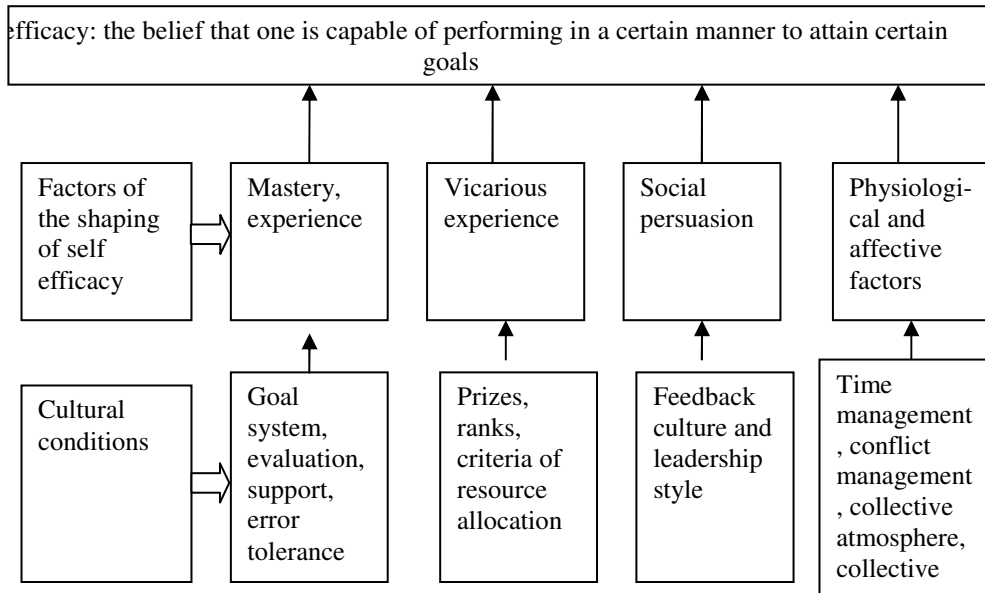 efficacy: the belief that one is capable of performing in a certain manner to attain certain
goals
Factors of
the shaping
of self
efficacy
Mastery,
experience
Vicarious
experience
Social
persuasion
Physiologi-
cal and
affective
factors
Cultural
conditions
Goal
system,
evaluation,
support,
error
tolerance
Prizes,
ranks,
criteria of
resource
allocation
Feedback
culture and
leadership
style
Time
management
, conflict
management
, collective
atmosphere,
collective